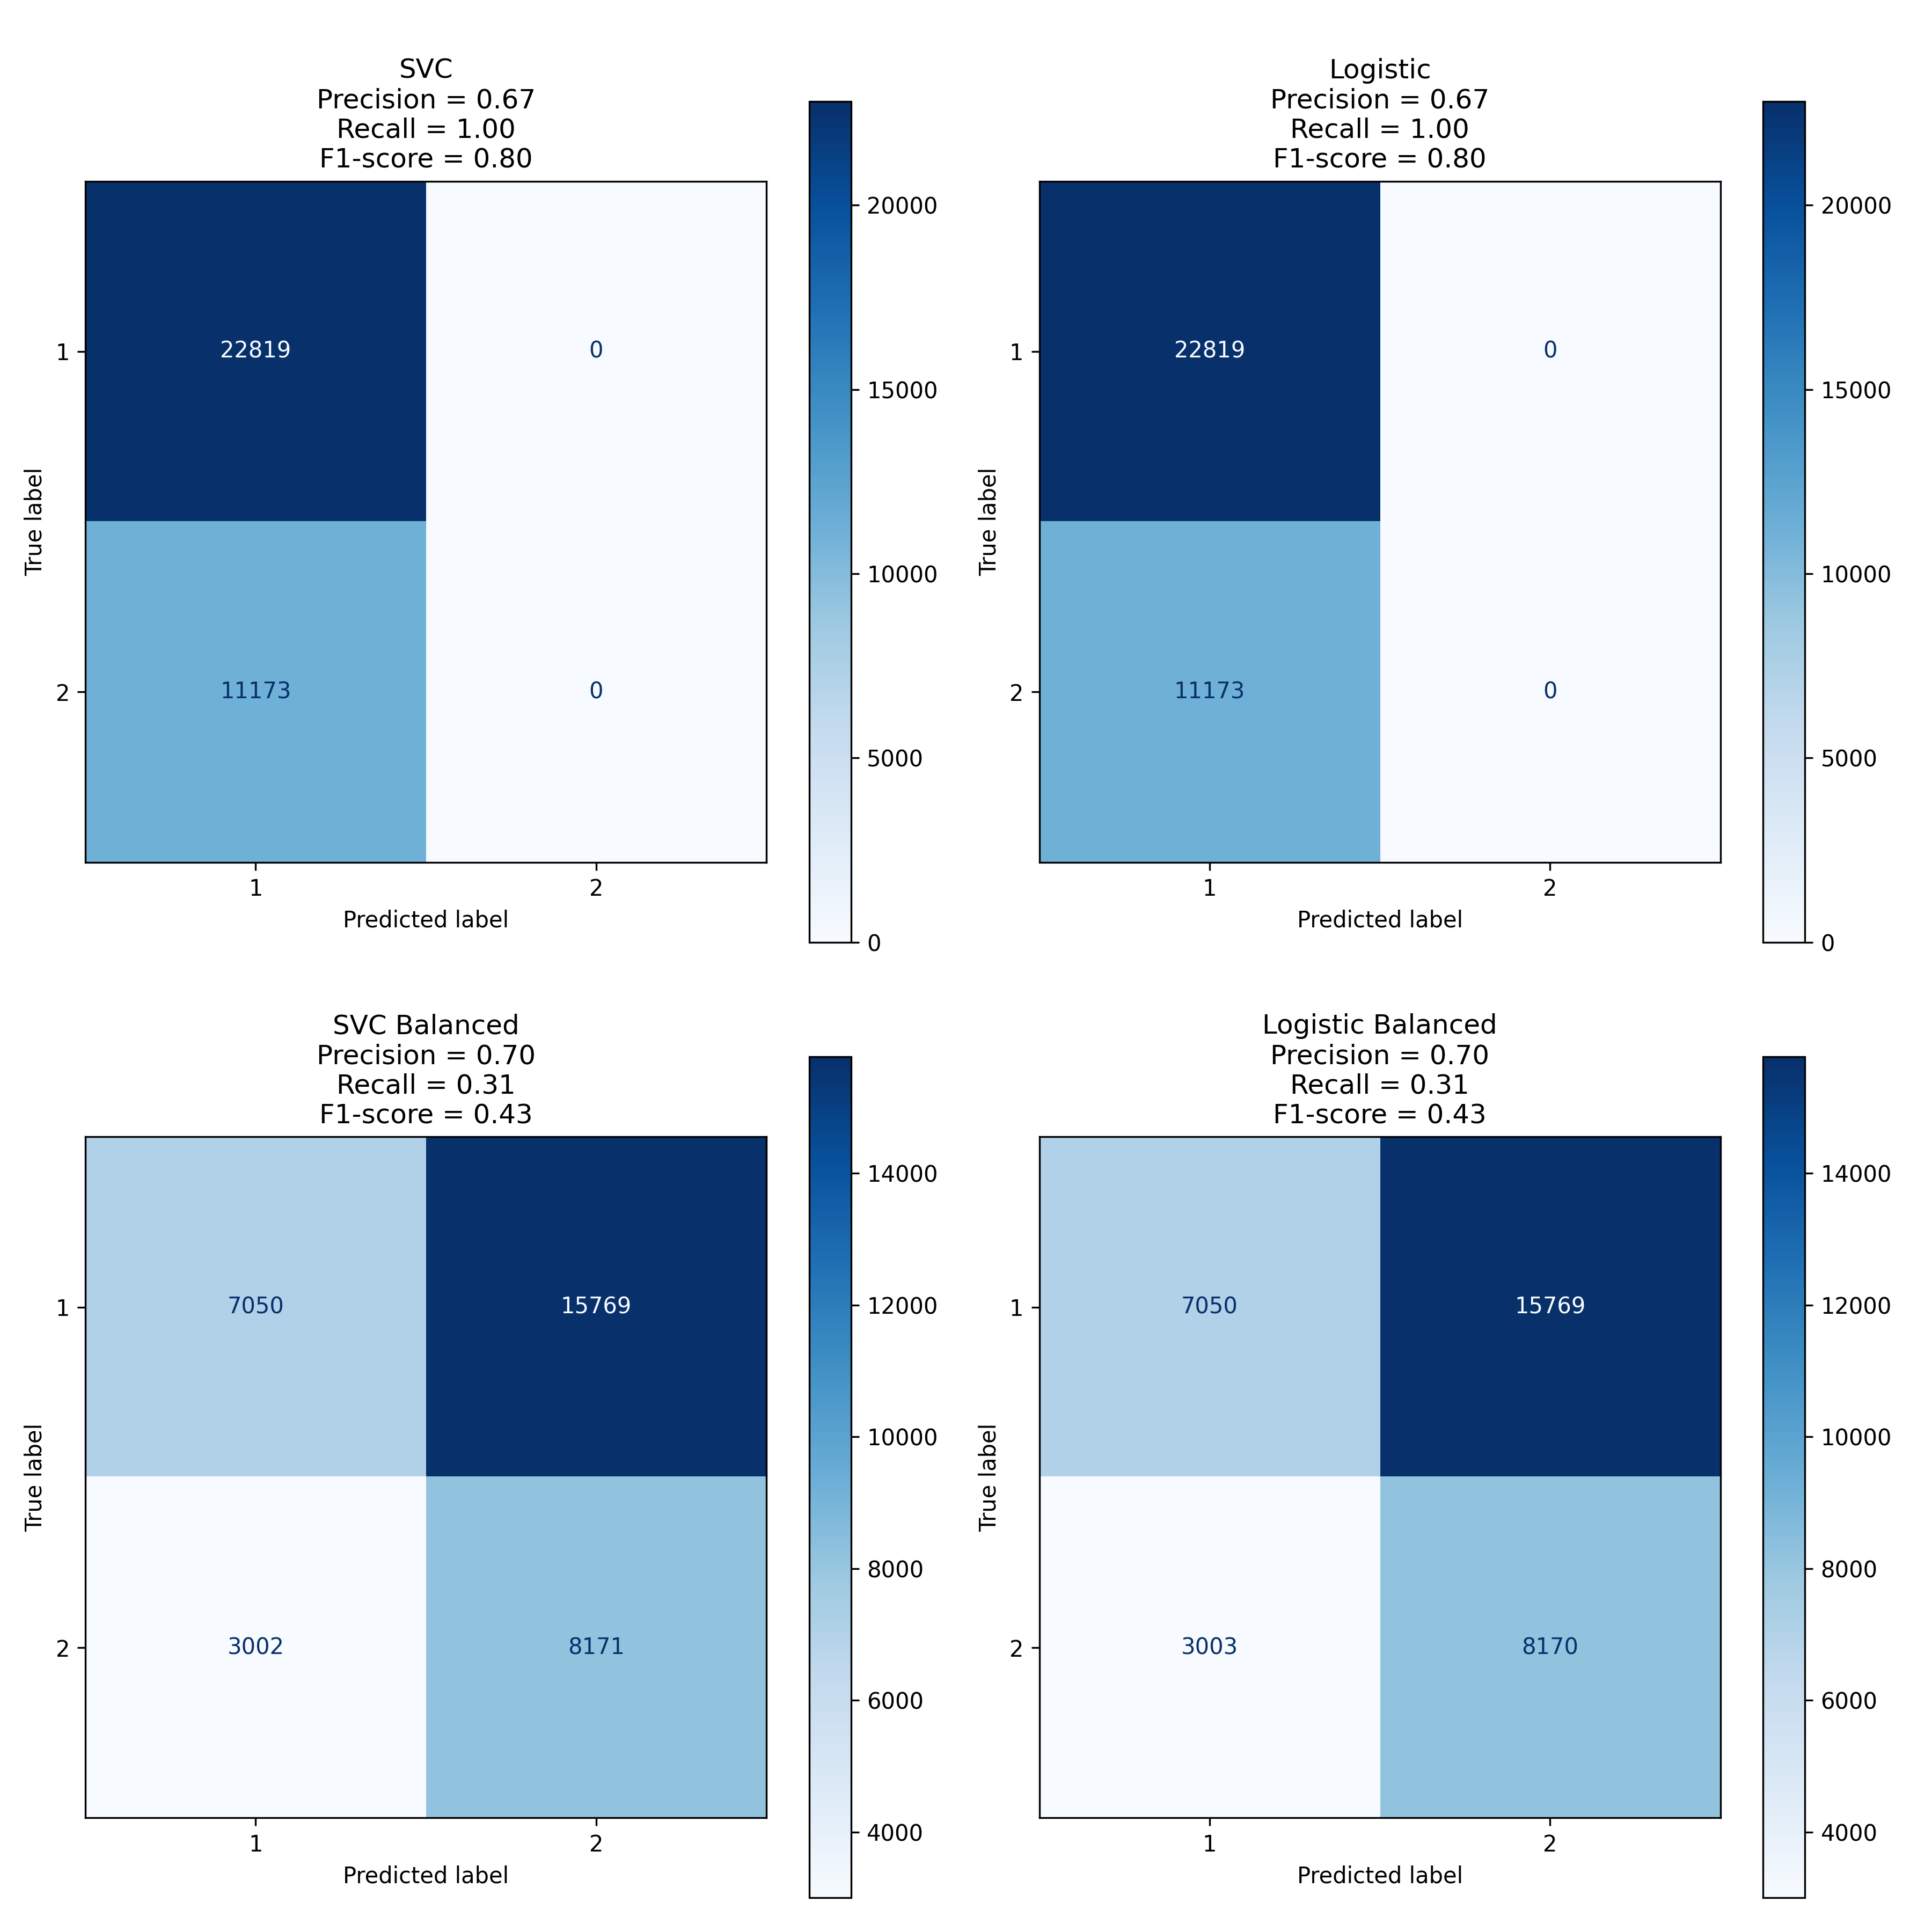 SVC
Precision = 0.67
Recall = 1.00
F1-score = 0.80
20000
15000
10000
5000
0
1
22819
0
2
11173
0
1
2
True label
Predicted label
Logistic
Precision = 0.67
Recall = 1.00
F1-score = 0.80
20000
15000
10000
5000
0
1
22819
0
2
11173
0
1
2
True label
Predicted label
SVC Balanced
Precision = 0.70
Recall = 0.31
F1-score = 0.43
14000
12000
10000
8000
6000
4000
1
7050
15769
2
3002
8171
1
2
True label
Predicted label
Logistic Balanced
Precision = 0.70
Recall = 0.31
F1-score = 0.43
14000
12000
10000
8000
6000
4000
1
7050
15769
2
3003
8170
1
2
True label
Predicted label